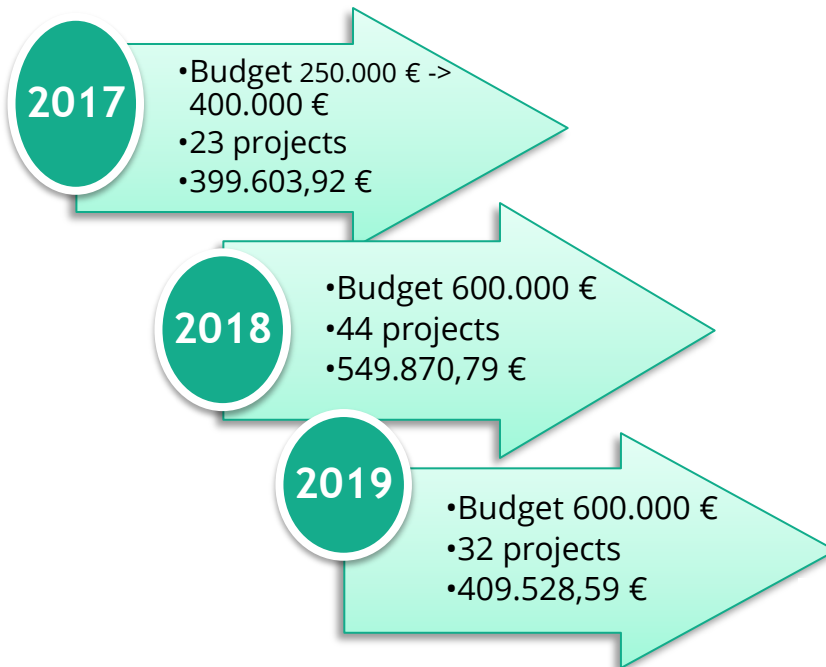 2017
•Budget 250.000 € ->
400.000 €
•23 projects
•399.603,92 €
2018
•Budget 600.000 €
•44 projects
•549.870,79 €
2019
•Budget 600.000 €
•32 projects
•409.528,59 €